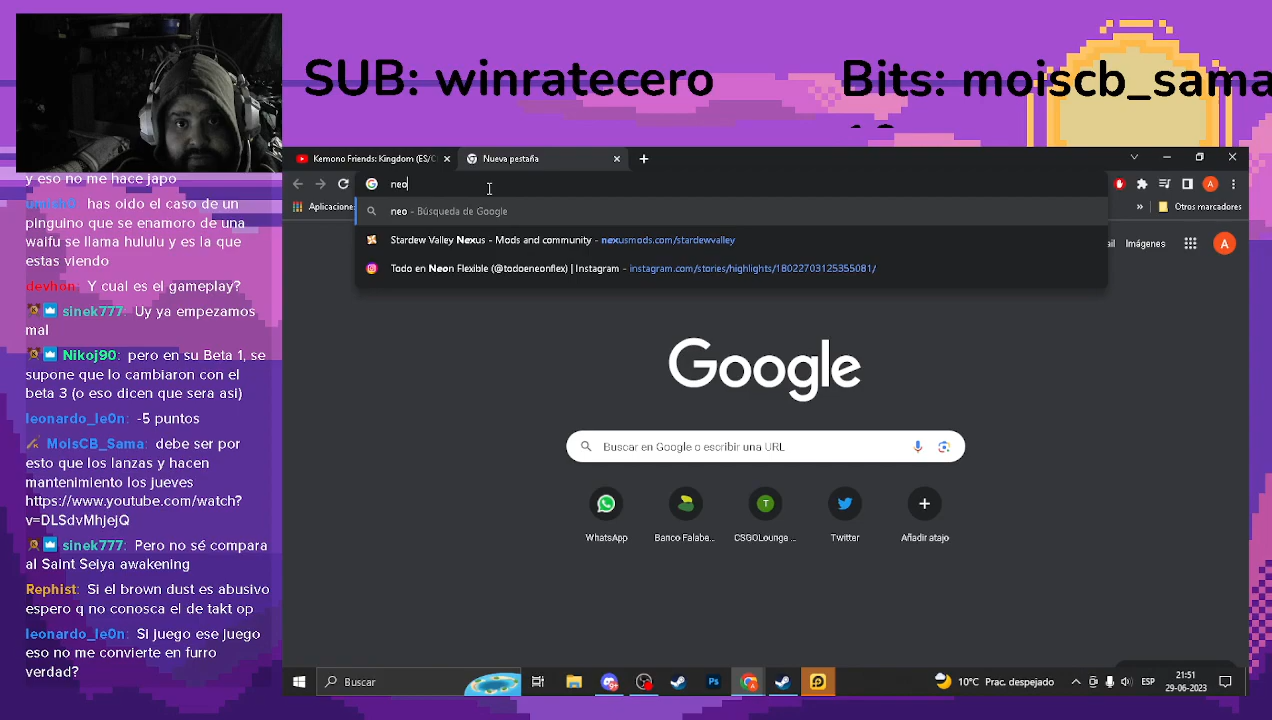 SUB: winratecero
Bits: moiscb_sama
y eso no me hace japo
has oldo el caso de un
pinguino que se enamoro de una
waifu se llama hululu y es la que
estas viendo
devhon: Y cual es el gameplay?
sinek777: Uy ya empezamos
mal
Nikoj90: pero en su Beta 1, se
supone que lo cambiaron con el
beta 3 (o eso dicen que sera asi)
leonardo_le0n: -5 puntos
MoisCB_Sama: debe ser por
esto que los lanzas y hacen
mantenimiento los jueves
https://www.youtube.com/watch?
v=DLSdvMhJejQ
sinek777: Pero no sé compara
al Saint Seiya awakening
Rephist: Si el brown dust es abusivo
espero q no conosca el de takt op
leonardo_le0n: Si juego ese juego
eso no me convierte en furro
verdad?
Kemono Friends: Kingdom (ES/C
Nueva pestaña
neo
Aplicacione
Otros marcadores
neo - Búsqueda de Google
Stardew Valley Nexus - Mods and community - nexusmods.com/stardewvalley
Todo en Neon Flexible (@todoeneonflex) | Instagram - instagram.com/stories/highlights/18022703125355081/
ail
Imágenes
A
Google
Buscar en Google o escribir una URL
T
WhatsApp
Banco Falabe...
CSGOLounge ...
Twitter
Añadir atajo
Buscar
Ps
10°C Prac. despejado
ESP
21:51
29-06-2023